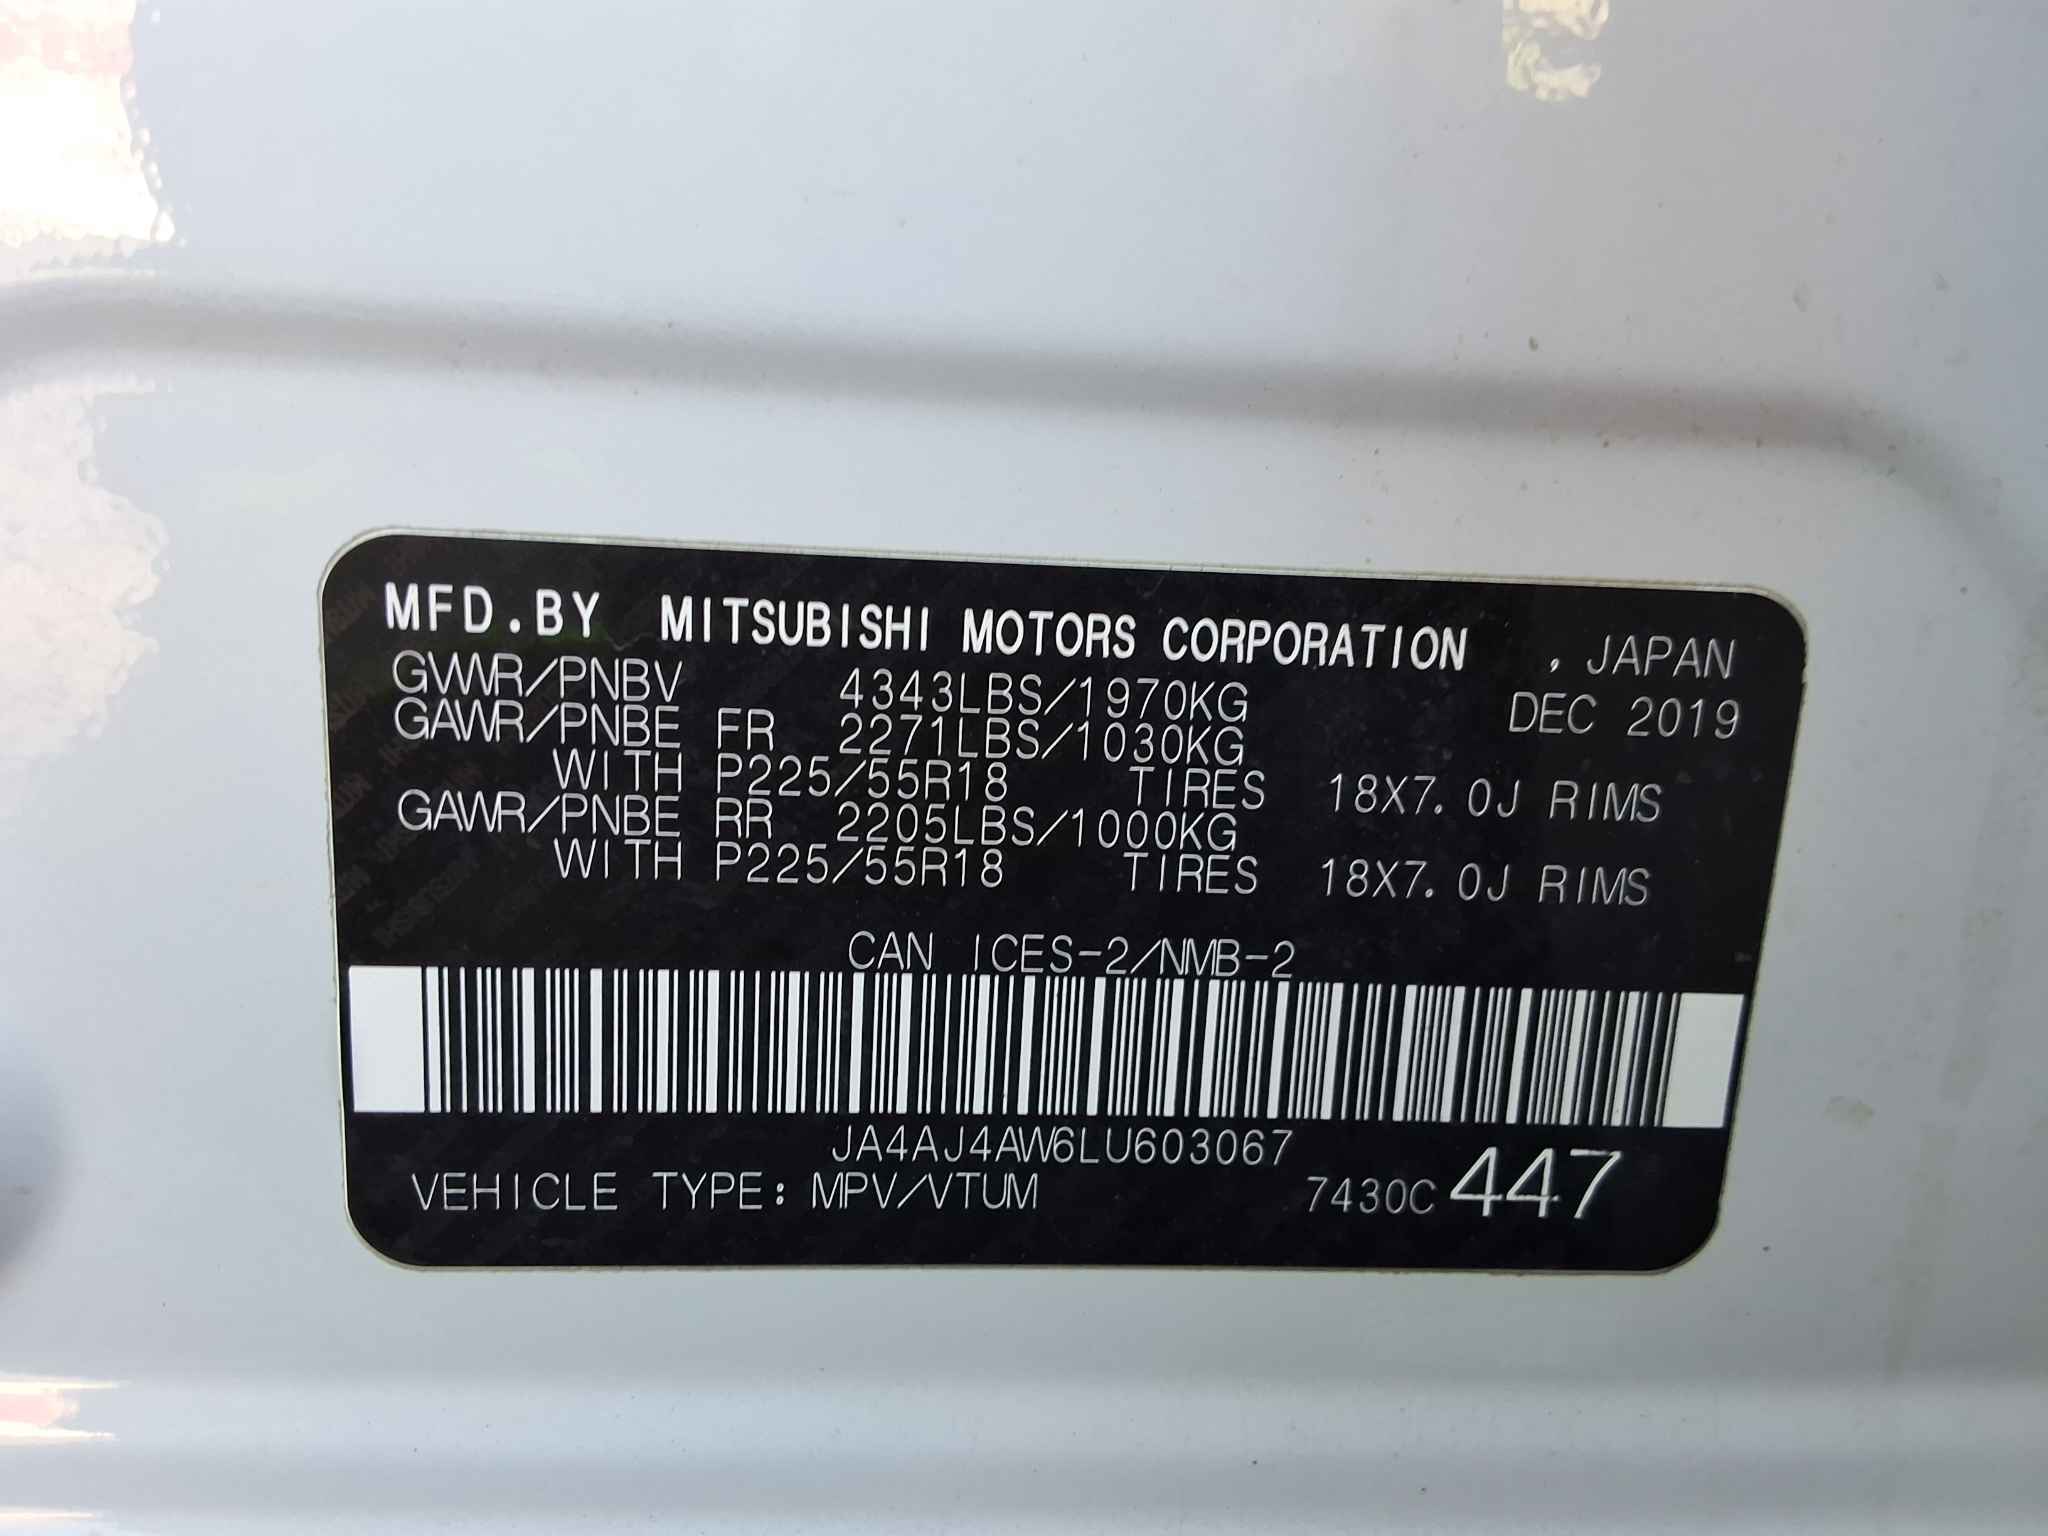 MFD.BY MITSUBISHI MOTORS CORPORATION , JAPAN
GVWR/PNBV 4343LBS/1970KG DEC 2019
GAWR/PNBE FR 2271LBS/1030KG
WITH P225/55R18 TIRES 18X7.0J RIMS
GAWR/PNBE RR 2205LBS/1000KG
WITH P225/55R18 TIRES 18X7.0J RIMS
CAN ICES-2/NMB-2
JA4AJ4AW6LU603067
VEHICLE TYPE: MPV/VTUM 7430C 447